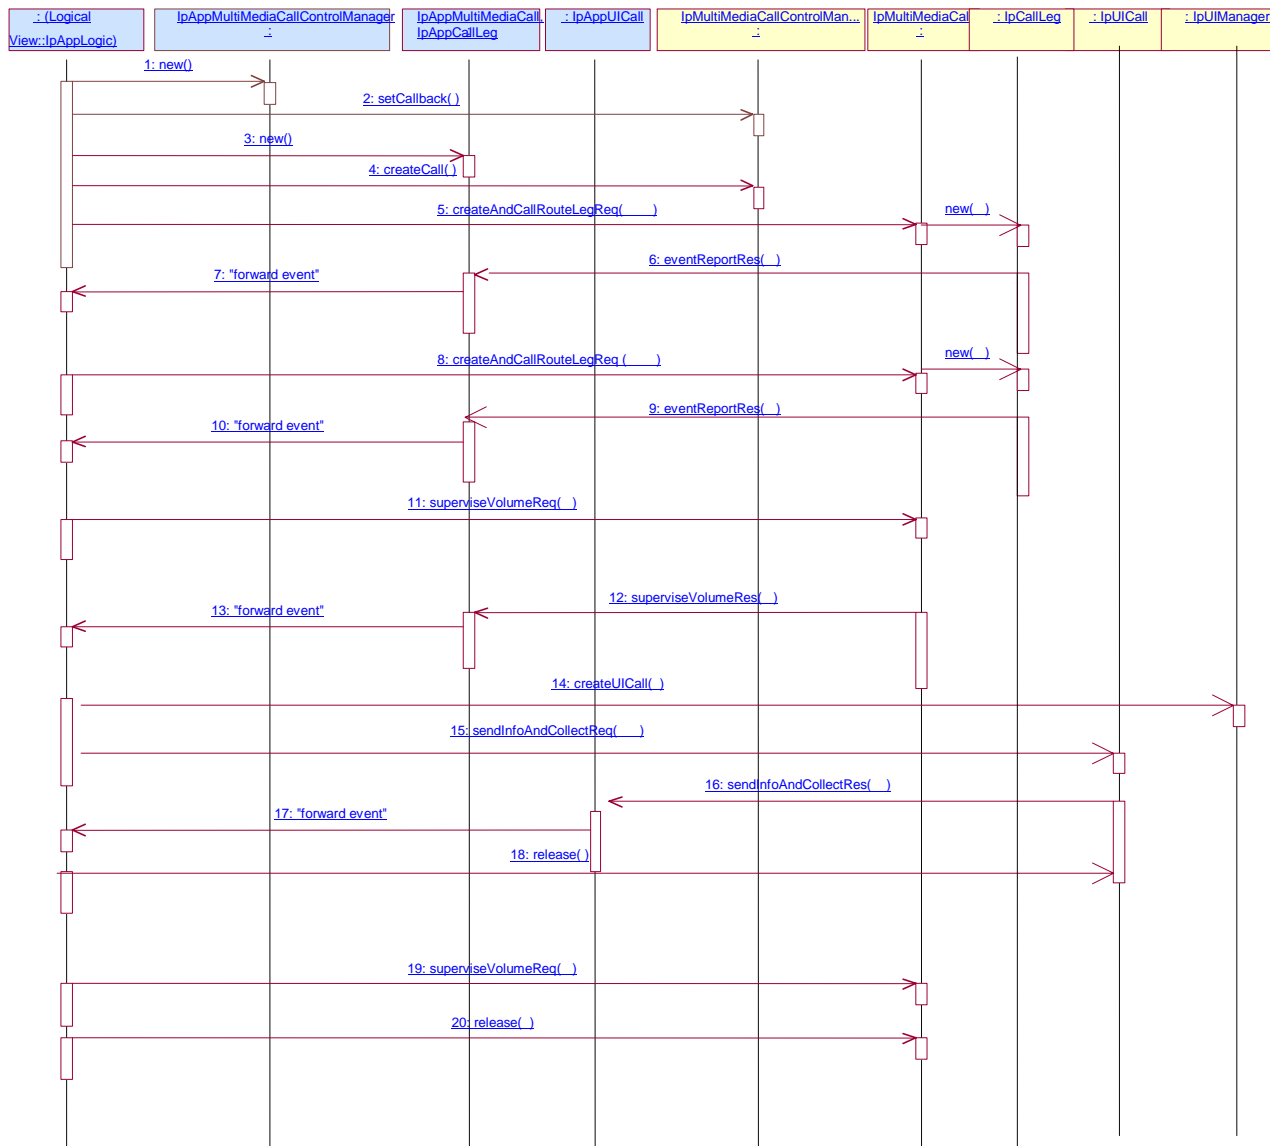 : (Logical
View::IpAppLogic)
IpAppMultiMediaCallControlManager
:
IpAppMultiMediaCall,
IpAppCallLeg
:
: IpAppUICall
IpMultiMediaCallControlMan...
:
IpMultiMediaCal
:
: IpCallLeg
: IpUICall
: IpUIManager
1: new()
2: setCallback( )
3: new()
4: createCall( )
5: createAndCallRouteLegReq( )
new( )
6: eventReportRes( )
7: "forward event"
8: createAndCallRouteLegReq ( )
new( )
9: eventReportRes( )
10: "forward event"
11: superviseVolumeReq( )
12: superviseVolumeRes( )
13: "forward event"
14: createUICall( )
15: sendInfoAndCollectReq( )
16: sendInfoAndCollectRes( )
17: "forward event"
18: release( )
19: superviseVolumeReq( )
20: release( )